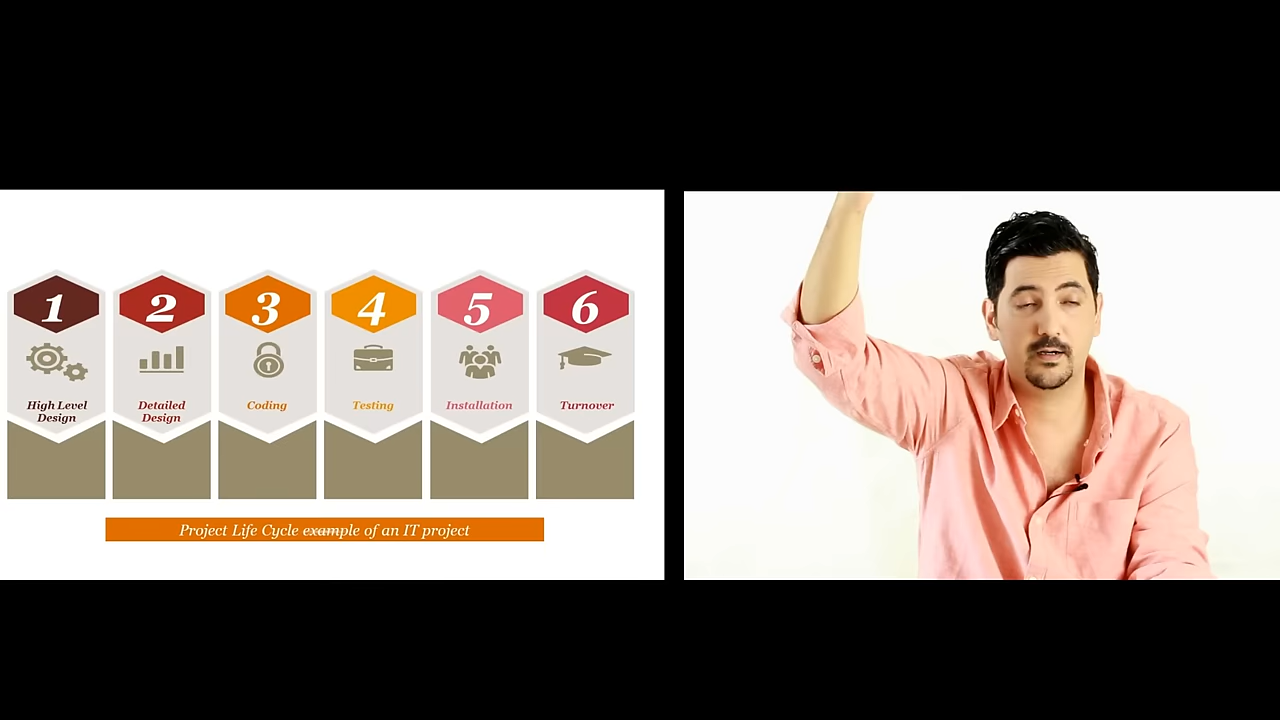 1
2
3
4
5
6
High Level
Design
Detailed
Design
Coding
Testing
Installation
Turnover
Project Life Cycle example of an IT project